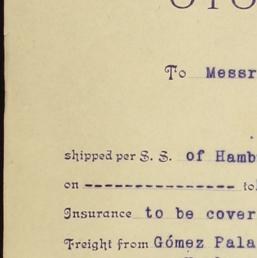 To Messr
shipped per S. S. of Hamb
on --------------- to
Insurance to be cover
Freight from Gómez Pala